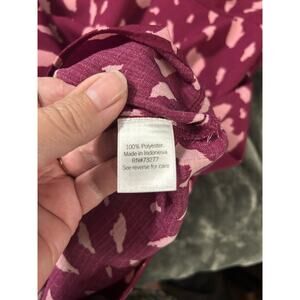 100% Polyester
Made in Indonesia
RN#73277
See reverse for care